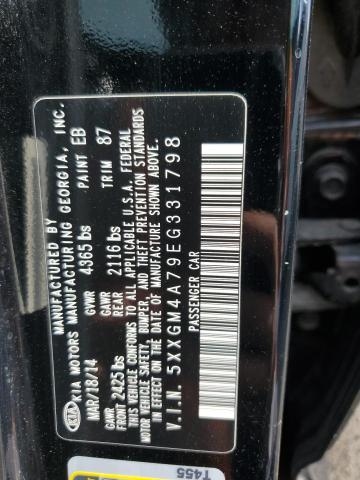 MANUFACTURED BY
KIA KIA MOTORS MANUFACTURING GEORGIA, INC.
MAR/18/14 GVWR 4365 lbs PAINT EB
GAWR FRONT 2425 lbs GAWR REAR 2116 lbs TRIM 87
THIS VEHICLE CONFORMS TO ALL APPLICABLE U.S.A. FEDERAL
MOTOR VEHICLE SAFETY, BUMPER, AND THEFT PREVENTION STANDARDS
IN EFFECT ON THE DATE OF MANUFACTURE SHOWN ABOVE.
V.I.N. 5XXGM4A79EG331798
PASSENGER CAR
T455